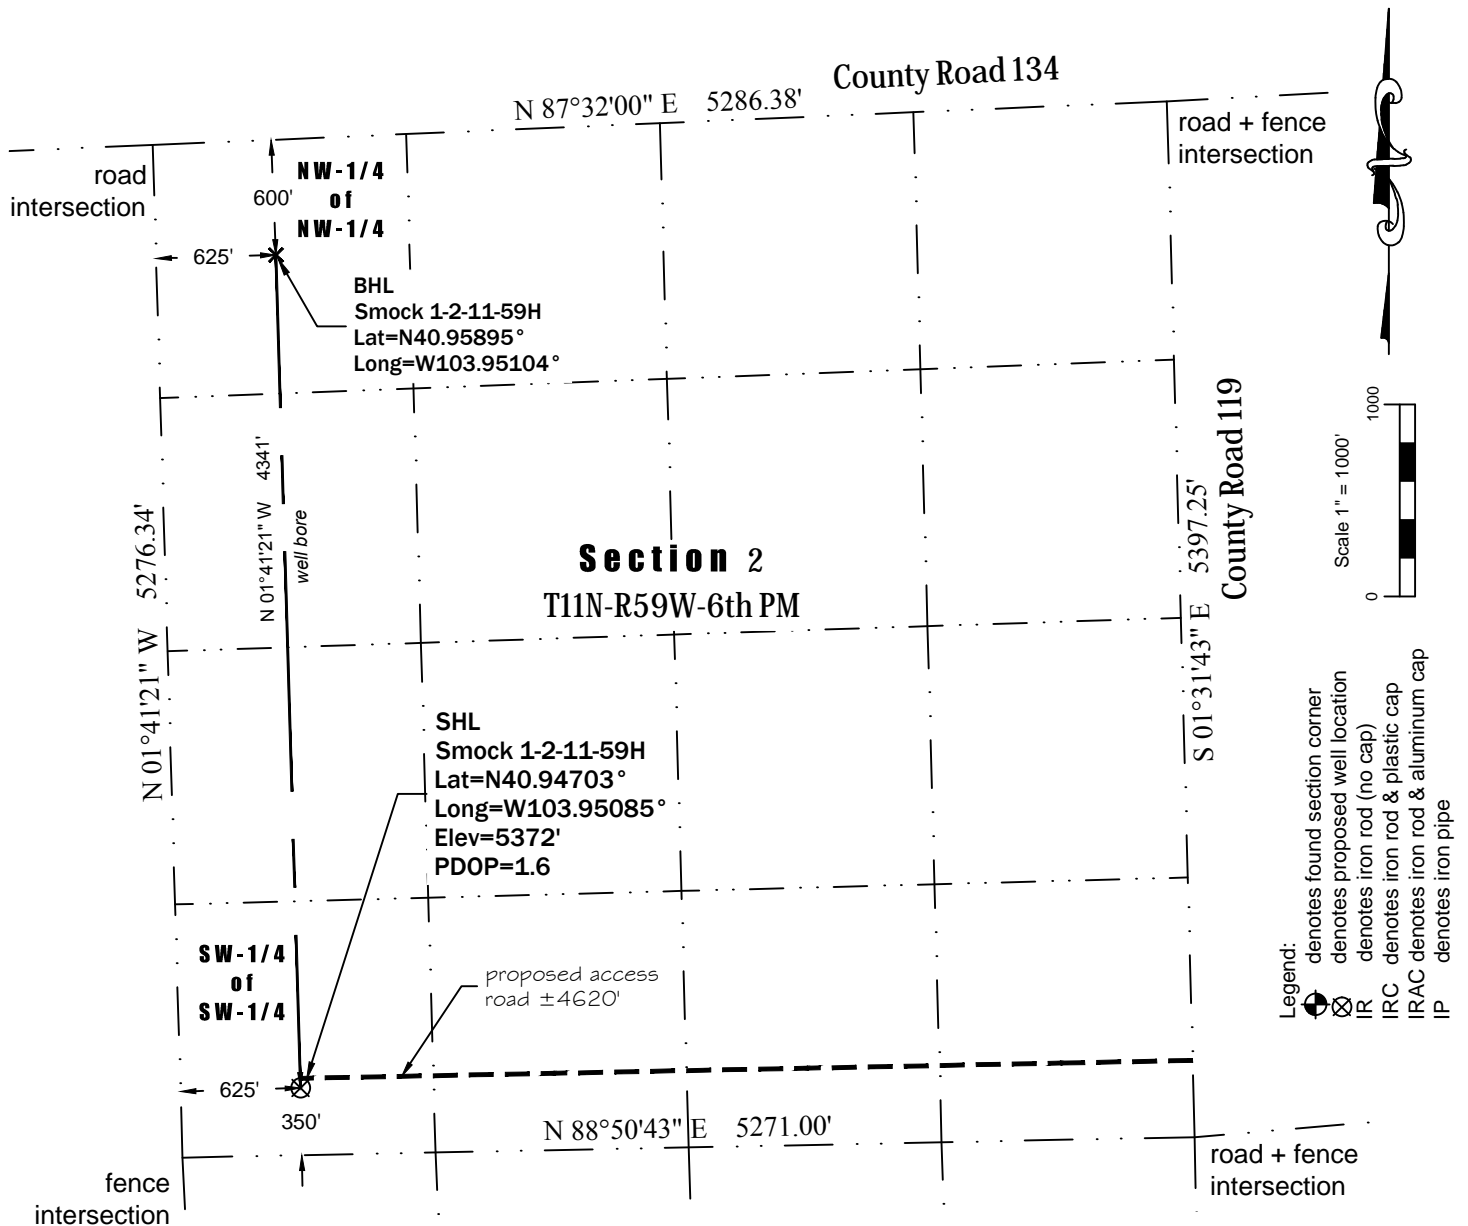 County Road 134
N 87°32'00" E 5286.38'
road
intersection
road + fence
intersection
NW-1/4
of
NW-1/4
600'
625'
BHL
Smock 1-2-11-59H
Lat=N40.95895°
Long=W103.95104°
N 01°41'21" W 5276.34'
N 01°41'21" W 4341'
well bore
Section 2
T11N-R59W-6th PM
S 01°31'43" E 5397.25'
County Road 119
Scale 1" = 1000'
0
1000
SHL
Smock 1-2-11-59H
Lat=N40.94703°
Long=W103.95085°
Elev=5372'
PDOP=1.6
SW-1/4
of
SW-1/4
proposed access
road ±4620'
625'
350'
N 88°50'43" E 5271.00'
fence
intersection
road + fence
intersection
Legend:
denotes found section corner
denotes proposed well location
IR denotes iron rod (no cap)
IRC denotes iron rod & plastic cap
IRAC denotes iron rod & aluminum cap
IP denotes iron pipe